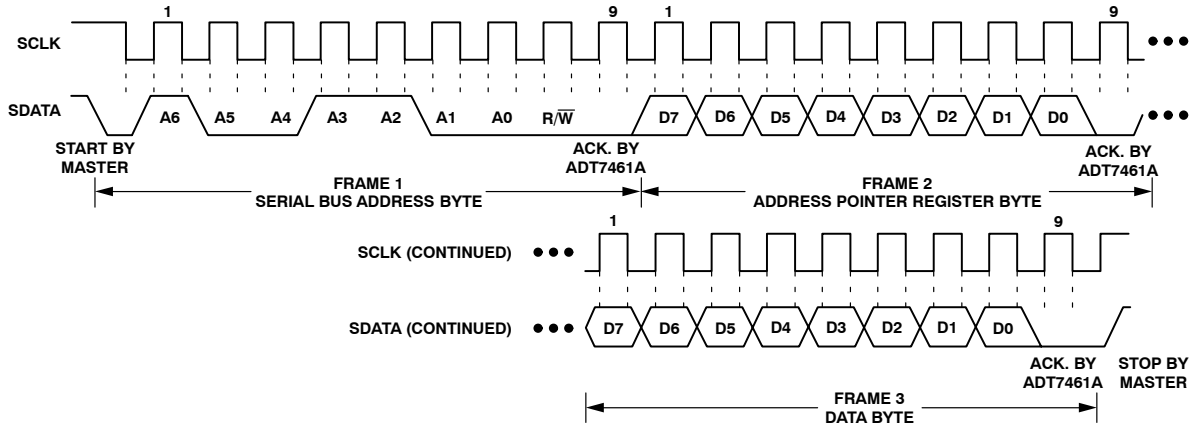 1 9 1 9
SCLK
SDATA A6 A5 A4 A3 A2 A1 A0 R/W̅ D7 D6 D5 D4 D3 D2 D1 D0
START BY
MASTER
ACK. BY
ADT7461A
ACK. BY
ADT7461A
FRAME 1
SERIAL BUS ADDRESS BYTE
FRAME 2
ADDRESS POINTER REGISTER BYTE
1 9
SCLK (CONTINUED)
SDATA (CONTINUED) D7 D6 D5 D4 D3 D2 D1 D0
ACK. BY
ADT7461A
STOP BY
MASTER
FRAME 3
DATA BYTE